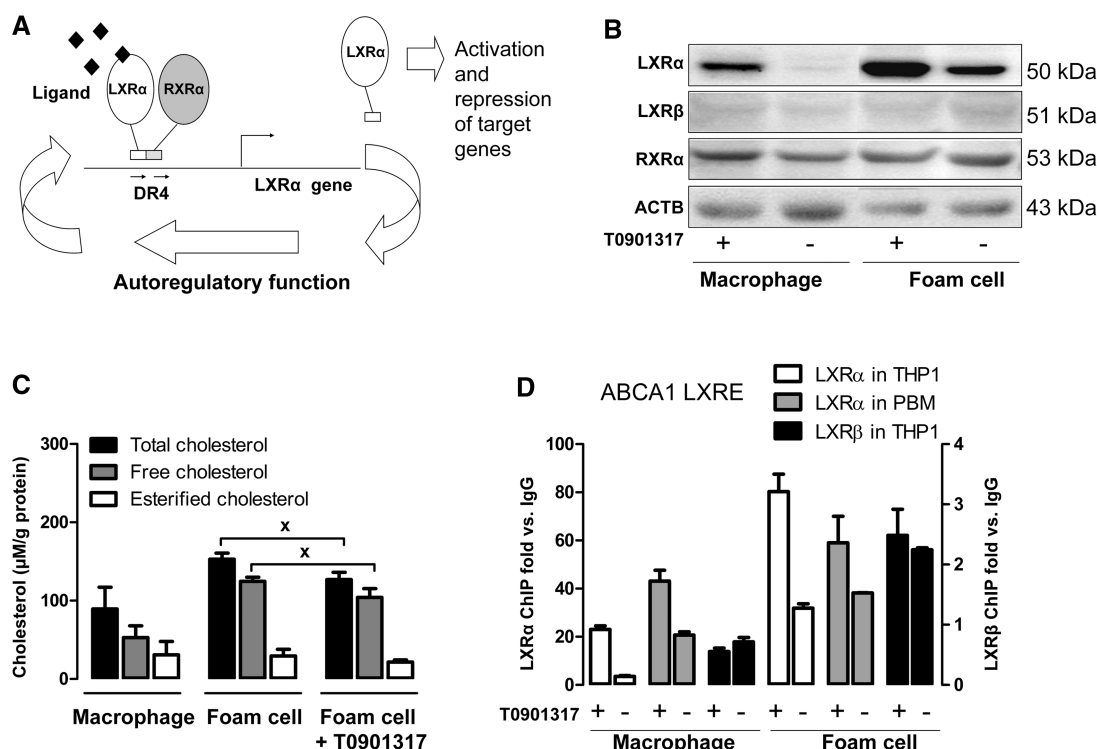 A
LXRα
Activation
and
repression
of target
genes
Ligand
LXRα
RXRα
DR4
LXRα gene
Autoregulatory function
B
LXRα
50 kDa
LXRβ
51 kDa
RXRα
53 kDa
ACTB
43 kDa
T0901317
+ - + -
Macrophage Foam cell
C
Total cholesterol
Free cholesterol
Esterified cholesterol
Cholesterol (µM/g protein)
300
200
100
0
x
x
Macrophage Foam cell Foam cell
+ T0901317
D
ABCA1 LXRE
LXRα in THP1
LXRα in PBM
LXRβ in THP1
LXRα ChIP fold vs. IgG
100
80
60
40
20
0
4
3
2
1
0
LXRβ ChIP fold vs. IgG
T0901317 + - + - + - + - + - + -
Macrophage Foam cell